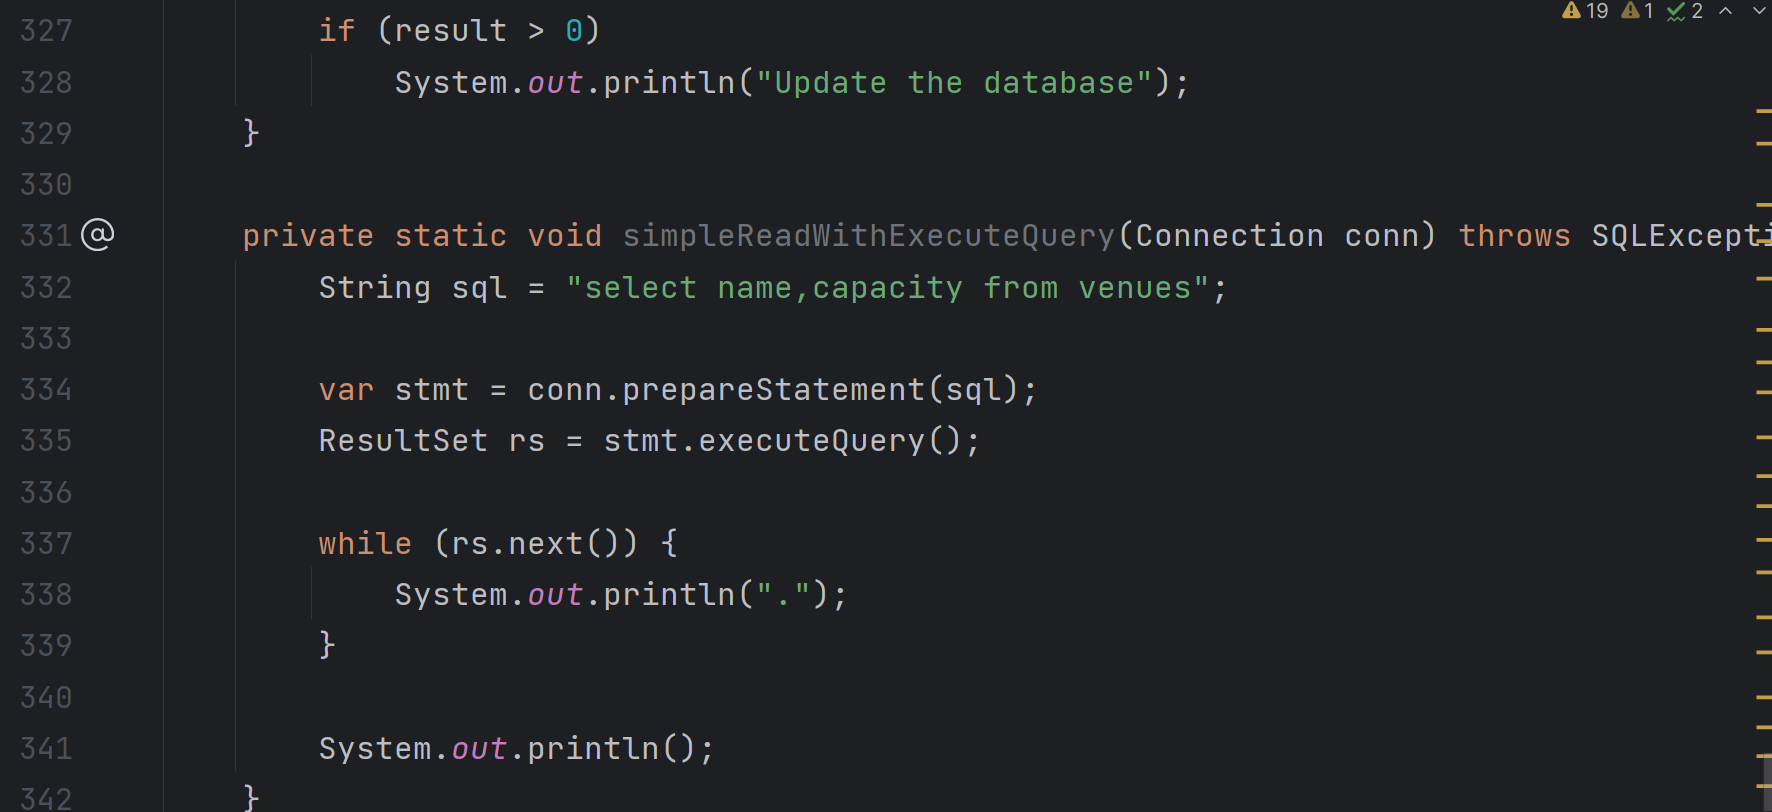 19 1 2
327 if (result > 0)
328 System.out.println("Update the database");
329 }
330
331 @ private static void simpleReadWithExecuteQuery(Connection conn) throws SQLExcepti
332 String sql = "select name,capacity from venues";
333
334 var stmt = conn.prepareStatement(sql);
335 ResultSet rs = stmt.executeQuery();
336
337 while (rs.next()) {
338 System.out.println(".");
339 }
340
341 System.out.println();
342 }